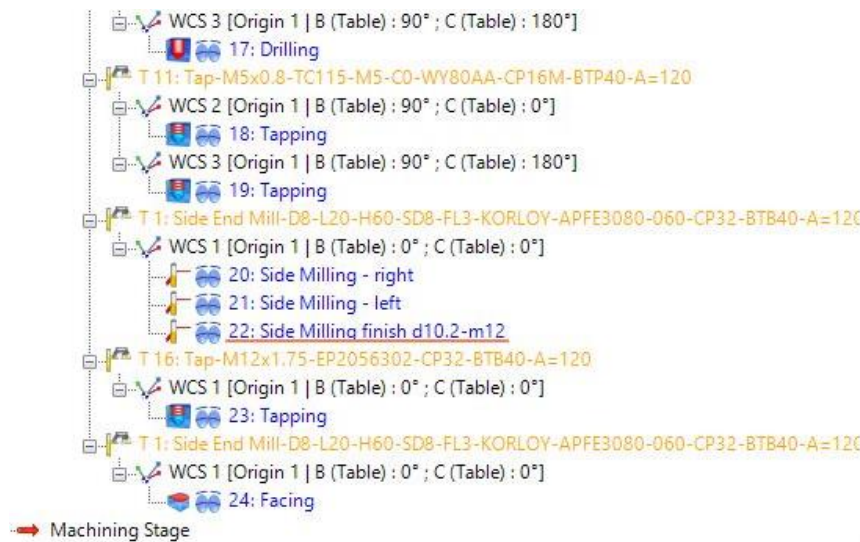 WCS 3 [Origin 1 | B (Table) : 90° ; C (Table) : 180°]
17: Drilling
T 11: Tap-M5x0.8-TC115-M5-C0-WY80AA-CP16M-BTP40-A=120
WCS 2 [Origin 1 | B (Table) : 90° ; C (Table) : 0°]
18: Tapping
WCS 3 [Origin 1 | B (Table) : 90° ; C (Table) : 180°]
19: Tapping
T 1: Side End Mill-D8-L20-H60-SD8-FL3-KORLOY-APFE3080-060-CP32-BTB40-A=120
WCS 1 [Origin 1 | B (Table) : 0° ; C (Table) : 0°]
20: Side Milling - right
21: Side Milling - left
22: Side Milling finish d10.2-m12
T 16: Tap-M12x1.75-EP2056302-CP32-BTB40-A=120
WCS 1 [Origin 1 | B (Table) : 0° ; C (Table) : 0°]
23: Tapping
T 1: Side End Mill-D8-L20-H60-SD8-FL3-KORLOY-APFE3080-060-CP32-BTB40-A=120
WCS 1 [Origin 1 | B (Table) : 0° ; C (Table) : 0°]
24: Facing
Machining Stage